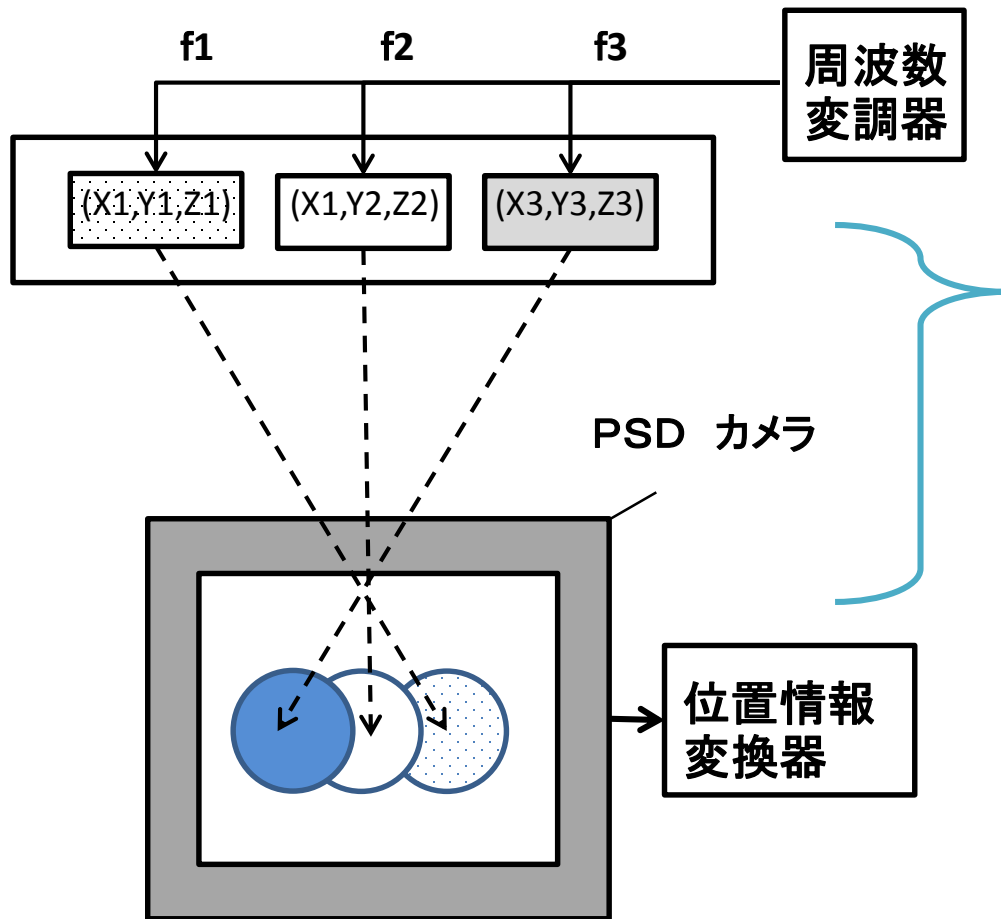 f1 f2 f3
周波数
変調器
(X1,Y1,Z1) (X1,Y2,Z2) (X3,Y3,Z3)
PSD カメラ
位置情報
変換器